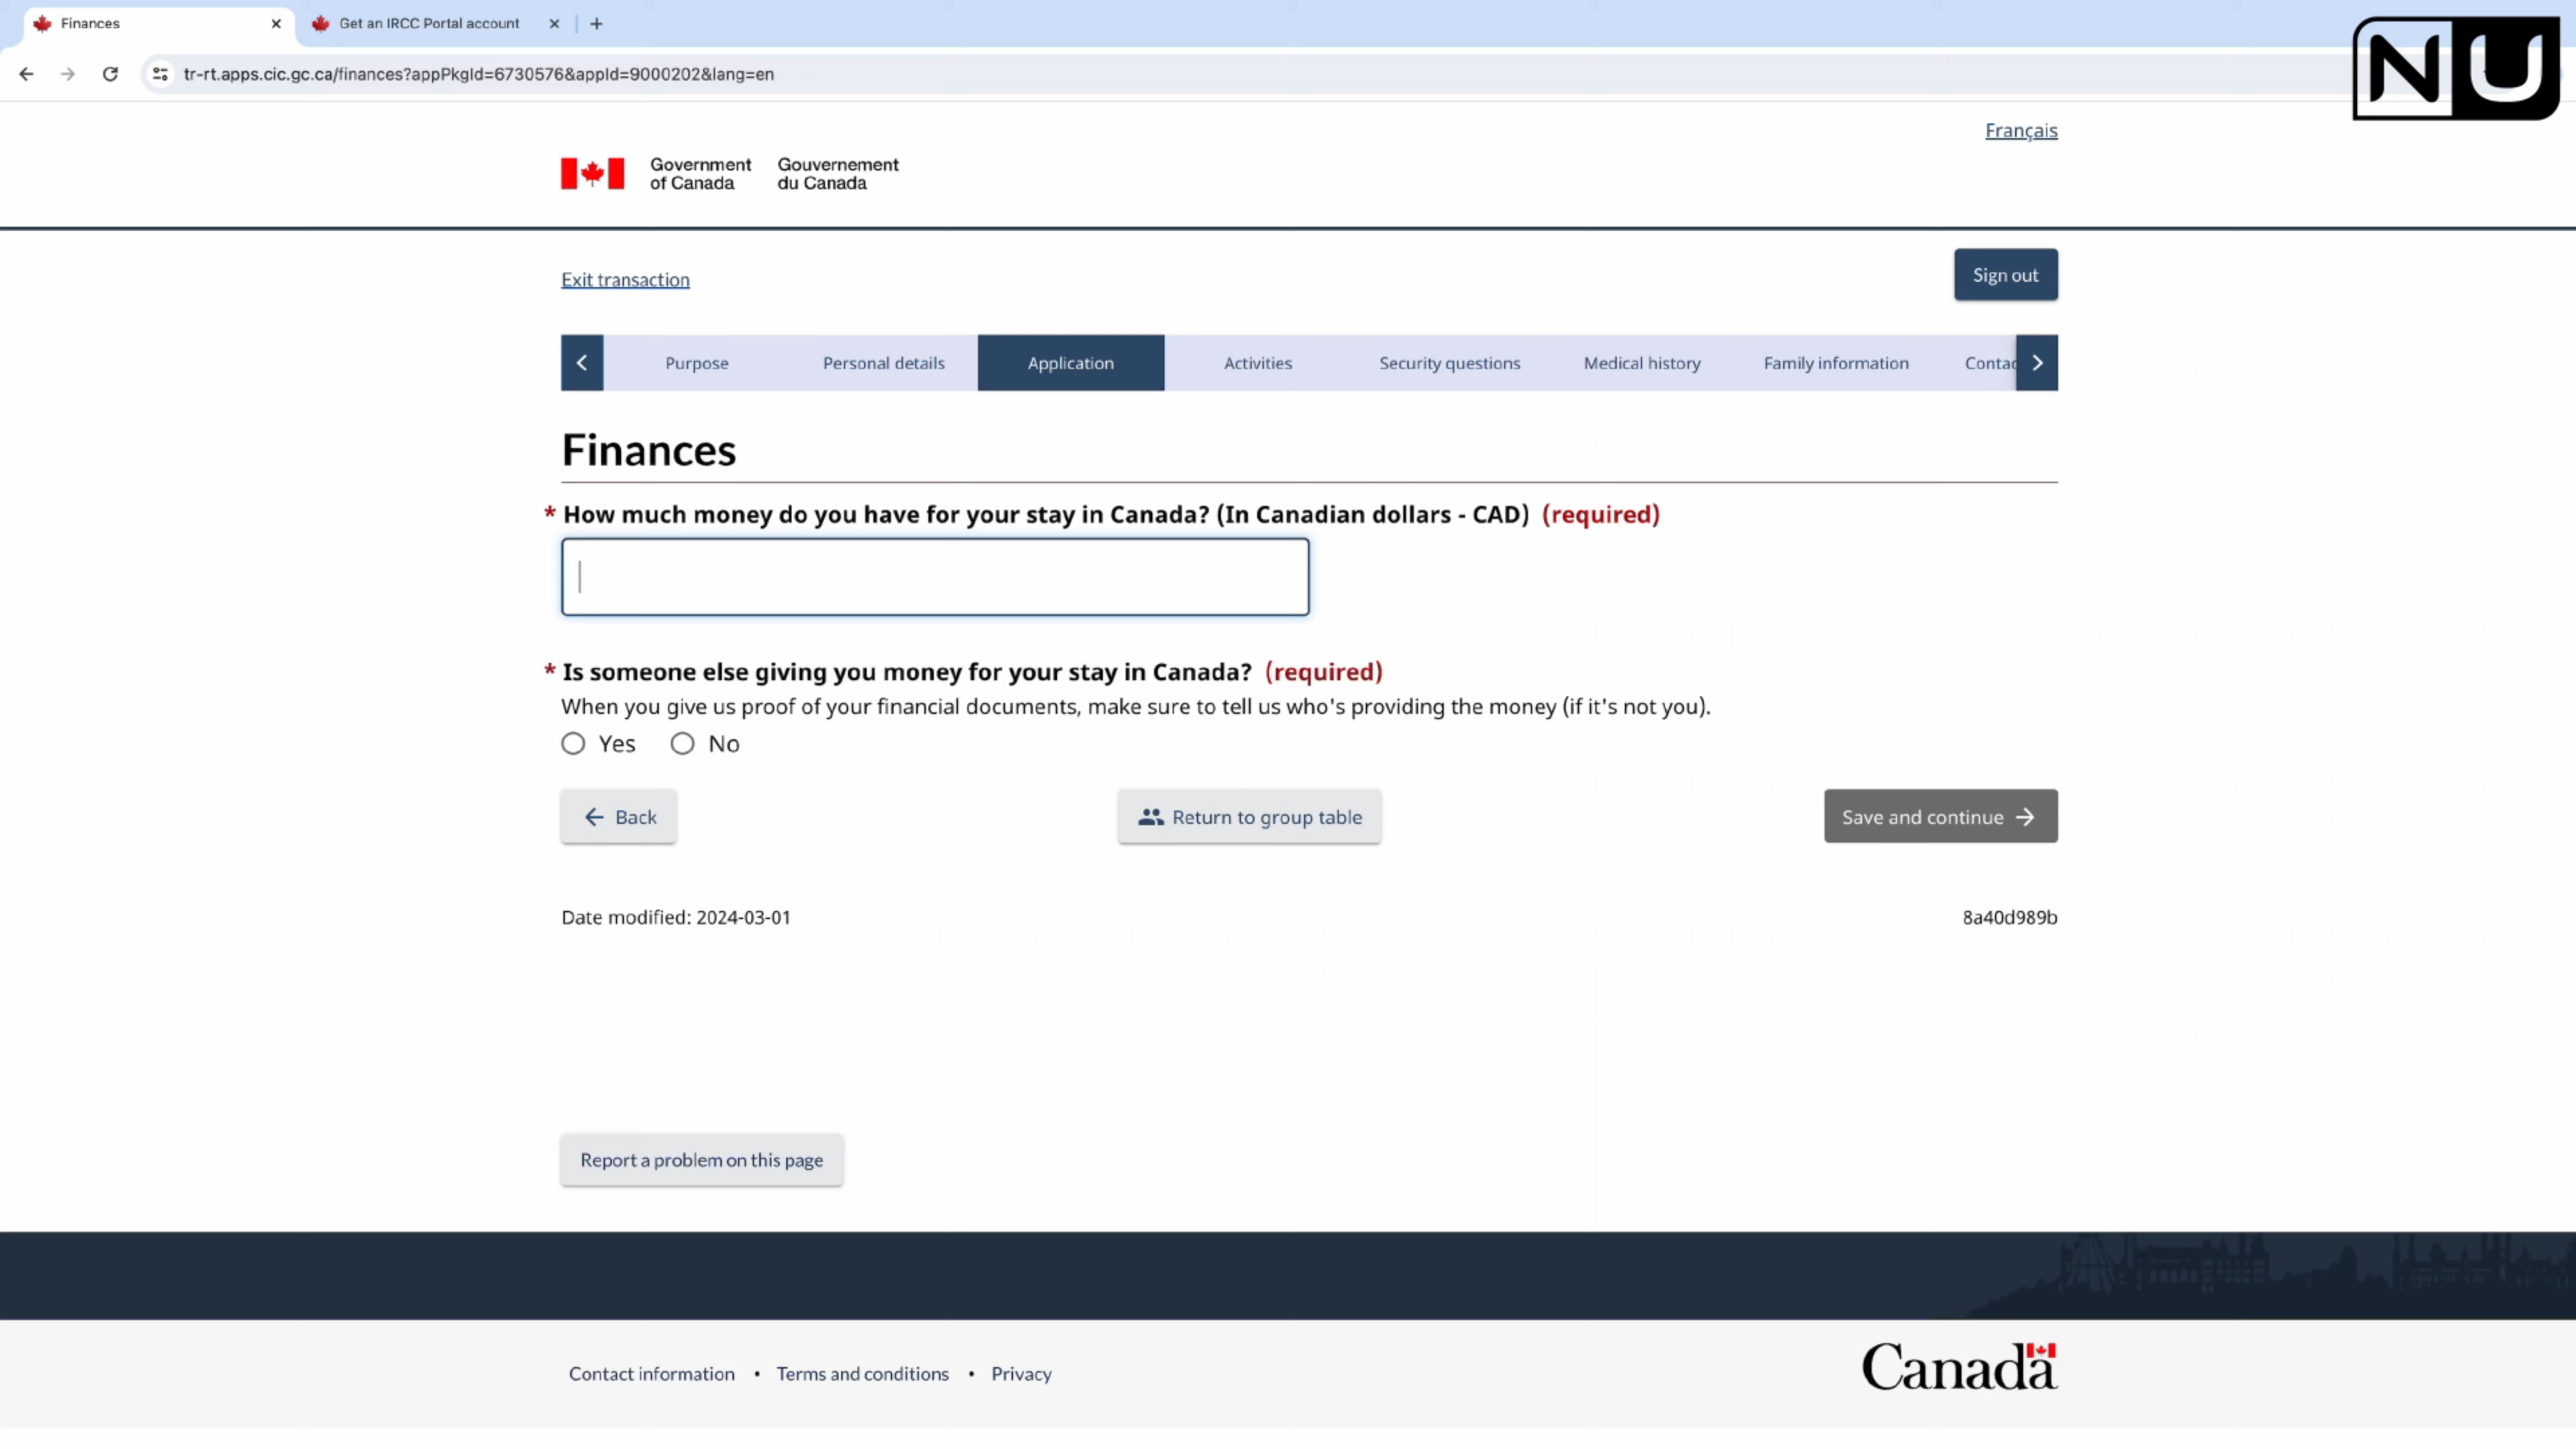 Finances
Get an IRCC Portal account
tr-rt.apps.cic.gc.ca/finances?appPkgId=6730576&appId=9000202&lang=en
NU
Français
Government of Canada
Gouvernement du Canada
Exit transaction
Sign out
Purpose Personal details Application Activities Security questions Medical history Family information Contac
Finances
* How much money do you have for your stay in Canada? (In Canadian dollars - CAD) (required)
* Is someone else giving you money for your stay in Canada? (required)
When you give us proof of your financial documents, make sure to tell us who's providing the money (if it's not you).
Yes No
Back
Return to group table
Save and continue
Date modified: 2024-03-01
8a40d989b
Report a problem on this page
Contact information • Terms and conditions • Privacy
Canada